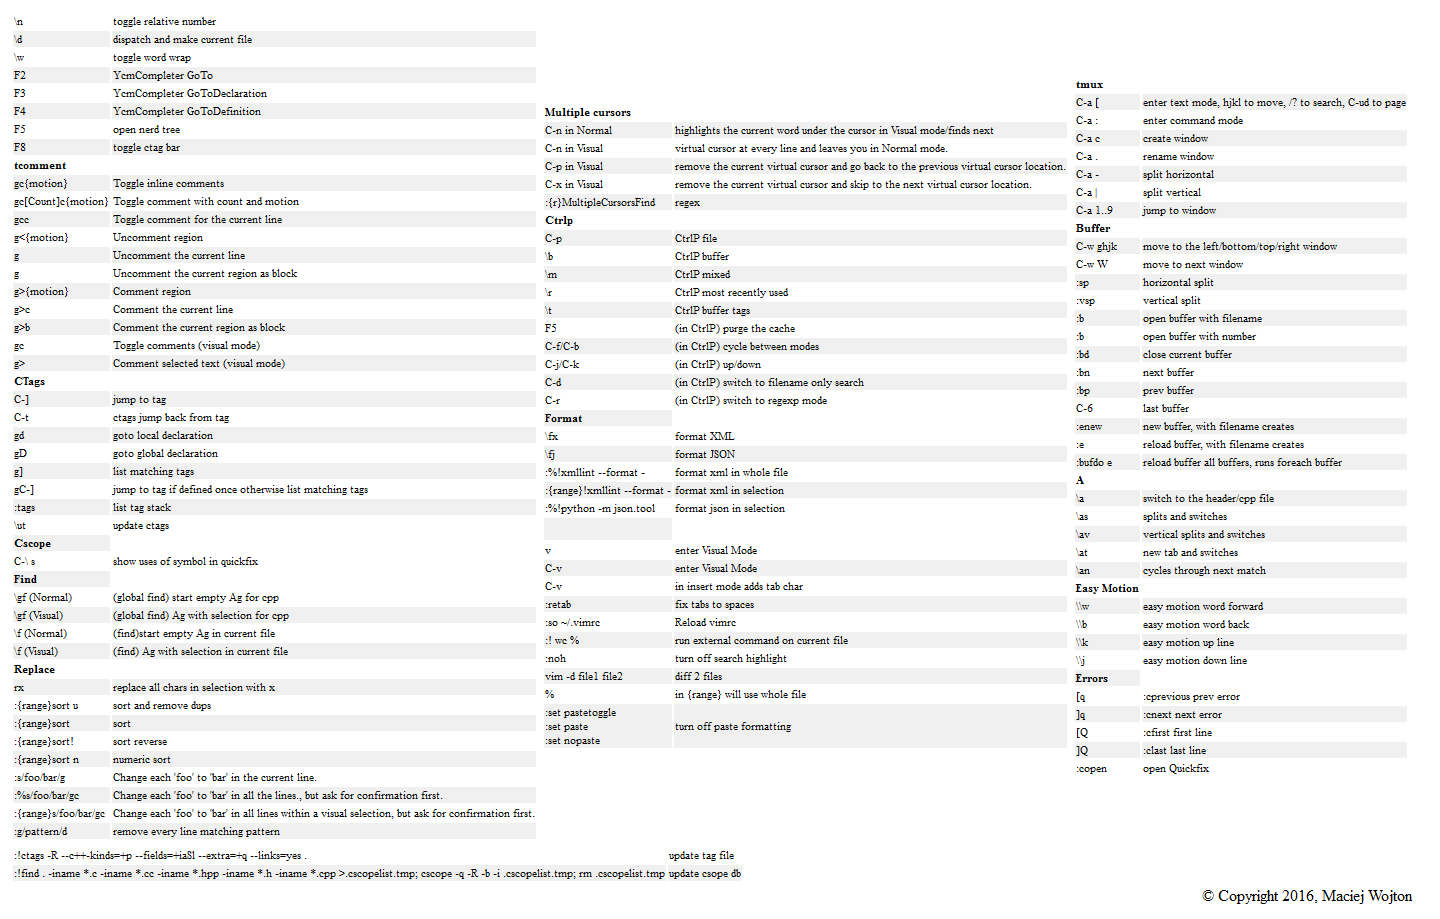 \n toggle relative number
\d dispatch and make current file
\w toggle word wrap
F2 YcmCompleter GoTo
F3 YcmCompleter GoToDeclaration
F4 YcmCompleter GoToDefinition
F5 open nerd tree
F8 toggle ctag bar
tcomment
gc{motion} Toggle inline comments
gc[Count]c{motion} Toggle comment with count and motion
gcc Toggle comment for the current line
g<{motion} Uncomment region
g Uncomment the current line
g Uncomment the current region as block
g>{motion} Comment region
g>c Comment the current line
g>b Comment the current region as block
gc Toggle comments (visual mode)
g> Comment selected text (visual mode)
CTags
C-] jump to tag
C-t ctags jump back from tag
gd goto local declaration
gD goto global declaration
g] list matching tags
gC-] jump to tag if defined once otherwise list matching tags
:tags list tag stack
\ut update ctags
Cscope
C-\ s show uses of symbol in quickfix
Find
\gf (Normal) (global find) start empty Ag for cpp
\gf (Visual) (global find) Ag with selection for cpp
\f (Normal) (find)start empty Ag in current file
\f (Visual) (find) Ag with selection in current file
Replace
rx replace all chars in selection with x
:{range}sort u sort and remove dups
:{range}sort sort
:{range}sort! sort reverse
:{range}sort n numeric sort
:s/foo/bar/g Change each 'foo' to 'bar' in the current line.
:%s/foo/bar/gc Change each 'foo' to 'bar' in all the lines., but ask for confirmation first.
:{range}s/foo/bar/gc Change each 'foo' to 'bar' in all lines within a visual selection, but ask for confirmation first.
:g/pattern/d remove every line matching pattern
Multiple cursors
C-n in Normal highlights the current word under the cursor in Visual mode/finds next
C-n in Visual virtual cursor at every line and leaves you in Normal mode.
C-p in Visual remove the current virtual cursor and go back to the previous virtual cursor location.
C-x in Visual remove the current virtual cursor and skip to the next virtual cursor location.
:{r}MultipleCursorsFind regex
Ctrlp
C-p CtrlP file
\b CtrlP buffer
\m CtrlP mixed
\r CtrlP most recently used
\t CtrlP buffer tags
F5 (in CtrlP) purge the cache
C-f/C-b (in CtrlP) cycle between modes
C-j/C-k (in CtrlP) up/down
C-d (in CtrlP) switch to filename only search
C-r (in CtrlP) switch to regexp mode
Format
\fx format XML
\fj format JSON
:%!xmllint --format - format xml in whole file
:{range}!xmllint --format - format xml in selection
:%!python -m json.tool format json in selection
v enter Visual Mode
C-v enter Visual Mode
C-v in insert mode adds tab char
:retab fix tabs to spaces
:so ~/.vimrc Reload vimrc
:! wc % run external command on current file
:noh turn off search highlight
vim -d file1 file2 diff 2 files
% in {range} will use whole file
:set pastetoggle
:set paste turn off paste formatting
:set nopaste
tmux
C-a [ enter text mode, hjkl to move, /? to search, C-ud to page
C-a : enter command mode
C-a c create window
C-a . rename window
C-a - split horizontal
C-a | split vertical
C-a 1..9 jump to window
Buffer
C-w ghjk move to the left/bottom/top/right window
C-w W move to next window
:sp horizontal split
:vsp vertical split
:b open buffer with filename
:b open buffer with number
:bd close current buffer
:bn next buffer
:bp prev buffer
C-6 last buffer
:enew new buffer, with filename creates
:e reload buffer, with filename creates
:bufdo e reload buffer all buffers, runs foreach buffer
A
\a switch to the header/cpp file
\as splits and switches
\av vertical splits and switches
\at new tab and switches
\an cycles through next match
Easy Motion
\\w easy motion word forward
\\b easy motion word back
\\k easy motion up line
\\j easy motion down line
Errors
[q :cprevious prev error
]q :cnext next error
[Q :cfirst first line
]Q :clast last line
:copen open Quickfix
:!ctags -R --c++-kinds=+p --fields=+iaSl --extra=+q --links=yes . update tag file
:!find . -iname *.c -iname *.cc -iname *.hpp -iname *.h -iname *.cpp >.cscopelist.tmp; cscope -q -R -b -i .cscopelist.tmp; rm .cscopelist.tmp update csope db
© Copyright 2016, Maciej Wojton